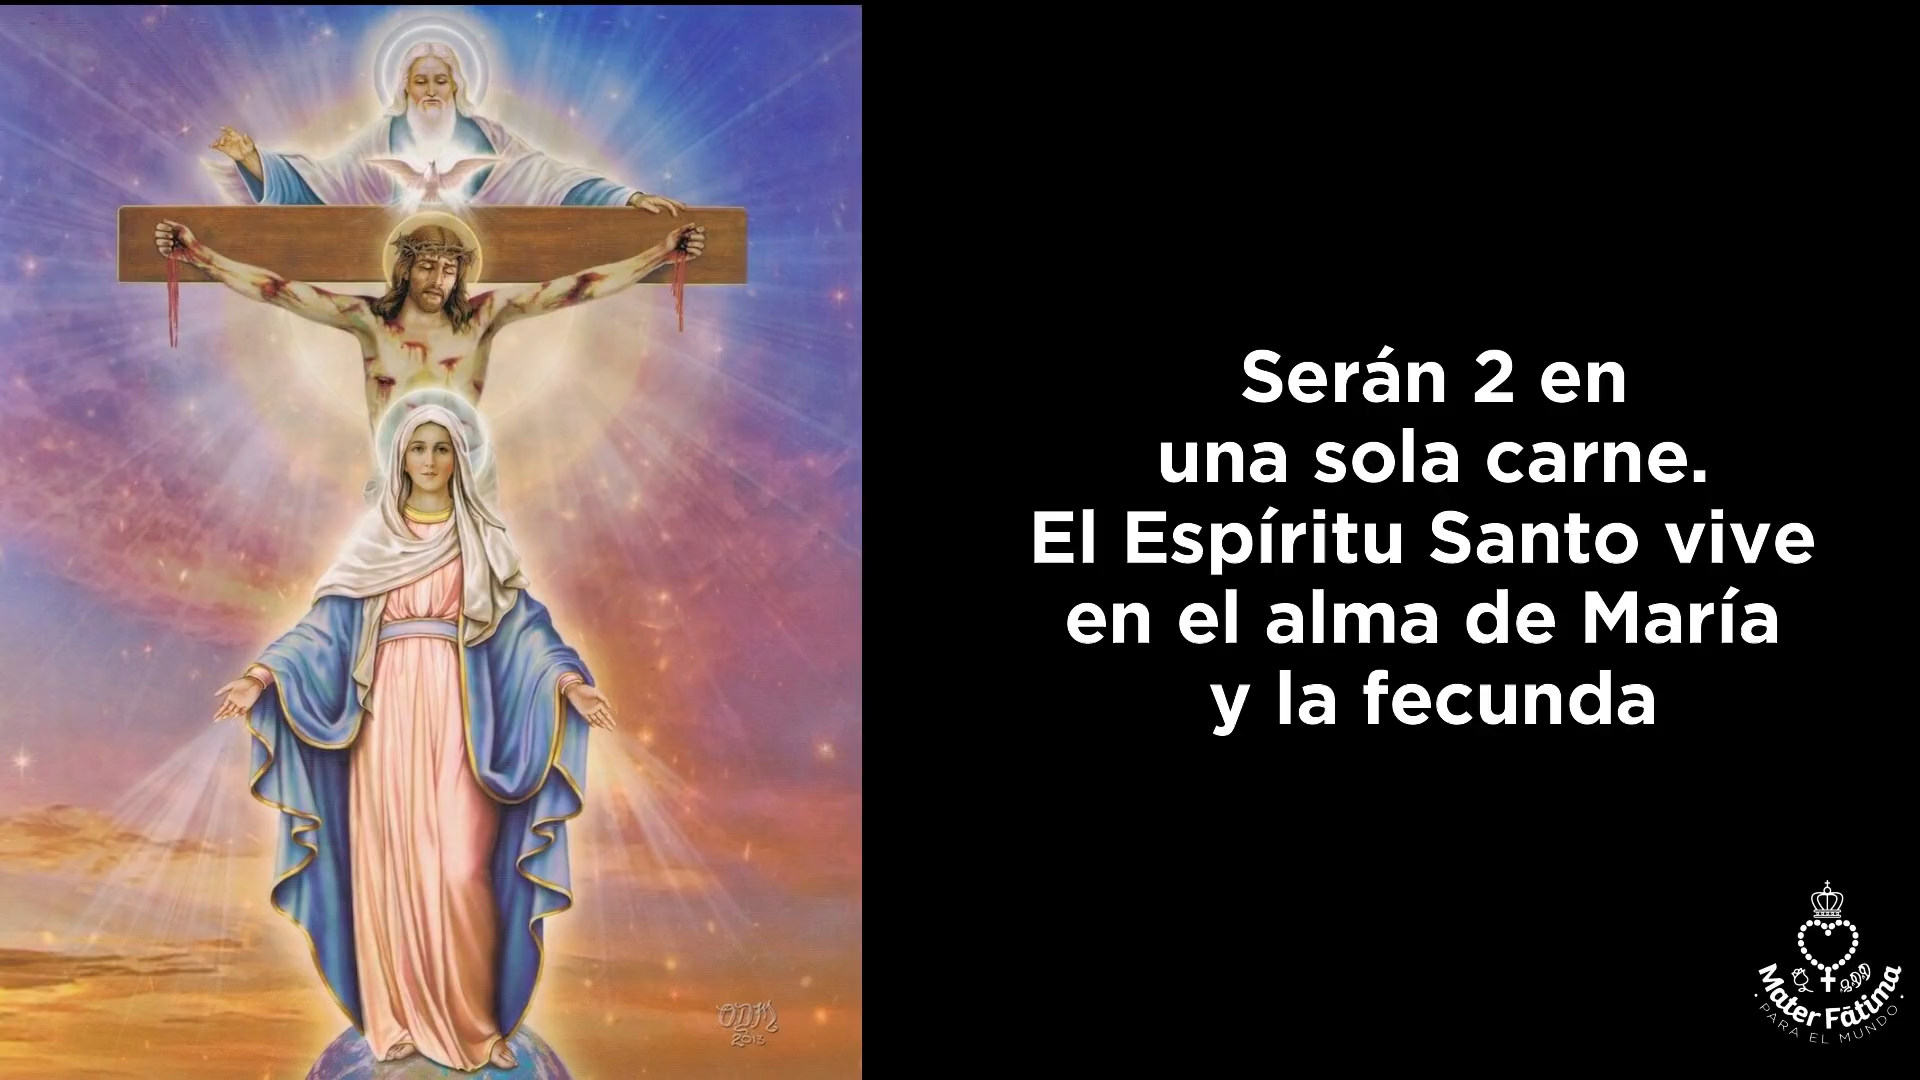 Serán 2 en
una sola carne.
El Espíritu Santo vive
en el alma de María
y la fecunda
Mater Fātima
· PARA EL MUNDO ·
ODM
2013